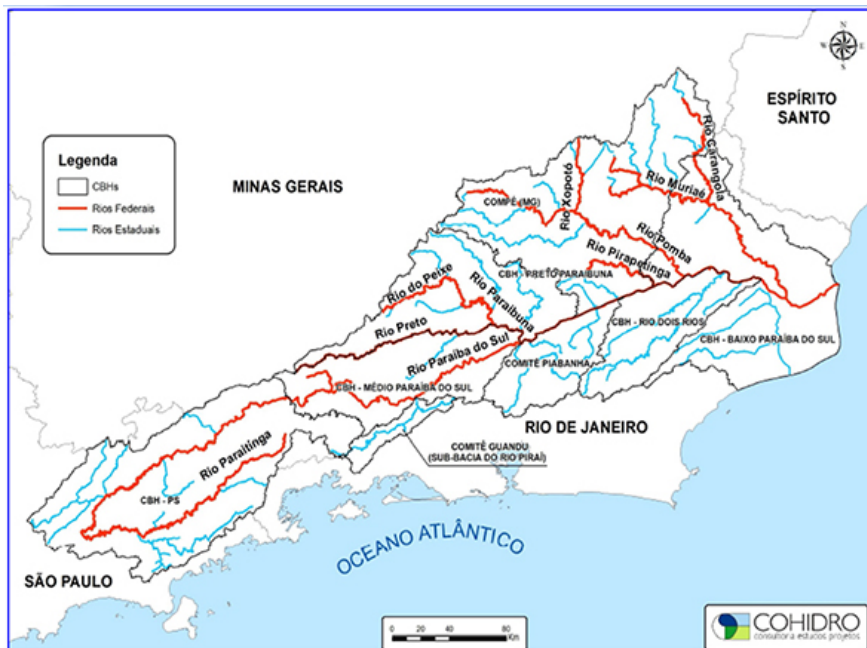 N
W
E
S
ESPÍRITO
SANTO
Legenda
CBHs
Rios Federais
Rios Estaduais
MINAS GERAIS
Rio Carangola
Rio Xopotó
Rio Muriaé
COMPÉ (MG)
Rio Pomba
Rio Pirapetinga
CBH - PRETO PARAIBUNA
Rio do Peixe
Rio Paraibuna
Rio Preto
CBH - RIO DOIS RIOS
Rio Paraíba do Sul
CBH - BAIXO PARAÍBA DO SUL
COMITÊ PIABANHA
CBH - MÉDIO PARAÍBA DO SUL
RIO DE JANEIRO
COMITÊ GUANDU
(SUB-BACIA DO RIO PIRAÍ)
Rio Paraitinga
CBH - PS
OCEANO ATLÂNTICO
SÃO PAULO
0 20 40 80
Km
COHIDRO
consultoria estudos projetos